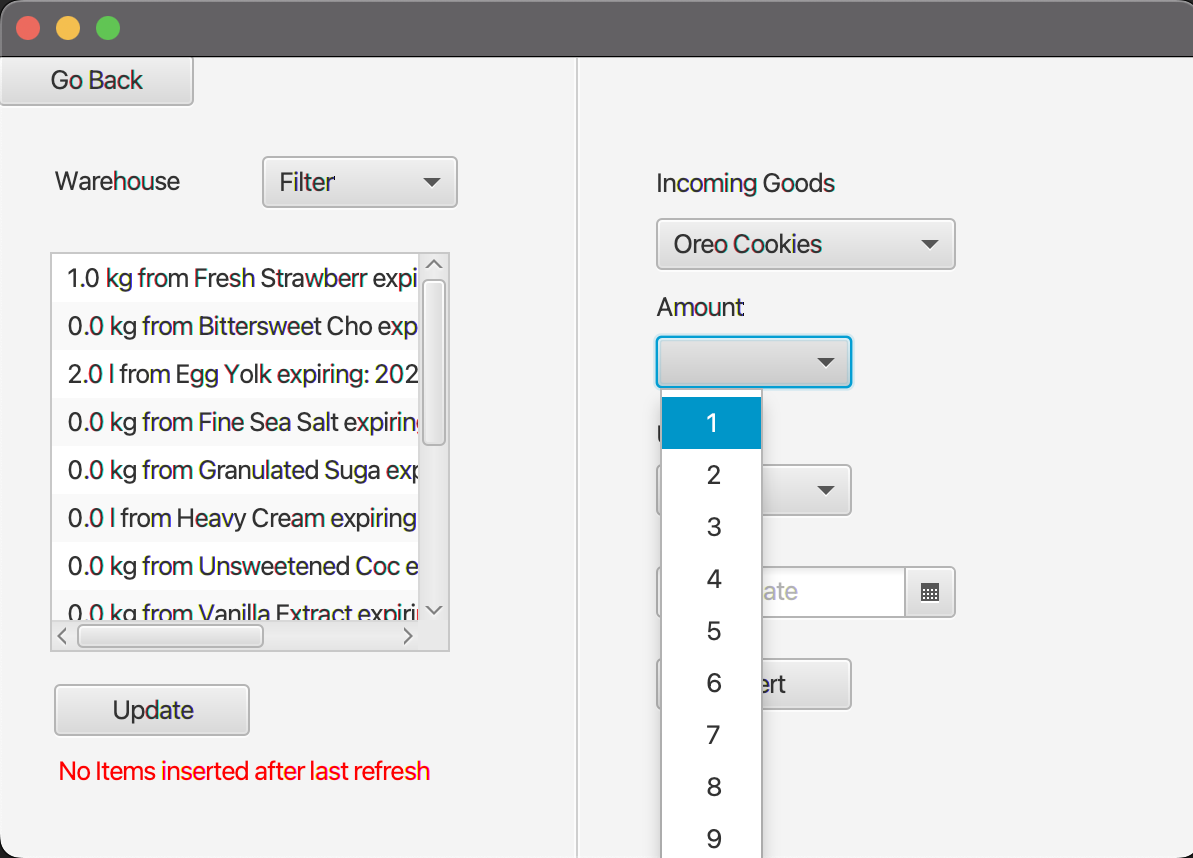 Go Back
Warehouse
Filter
1.0 kg from Fresh Strawberr expi
0.0 kg from Bittersweet Cho exp
2.0 l from Egg Yolk expiring: 202
0.0 kg from Fine Sea Salt expirin
0.0 kg from Granulated Suga exp
0.0 l from Heavy Cream expiring
0.0 kg from Unsweetened Coc e
0.0 kg from Vanilla Extract expiri
Update
No Items inserted after last refresh
Incoming Goods
Oreo Cookies
Amount
1
2
3
4
5
6
7
8
9
ate
ert